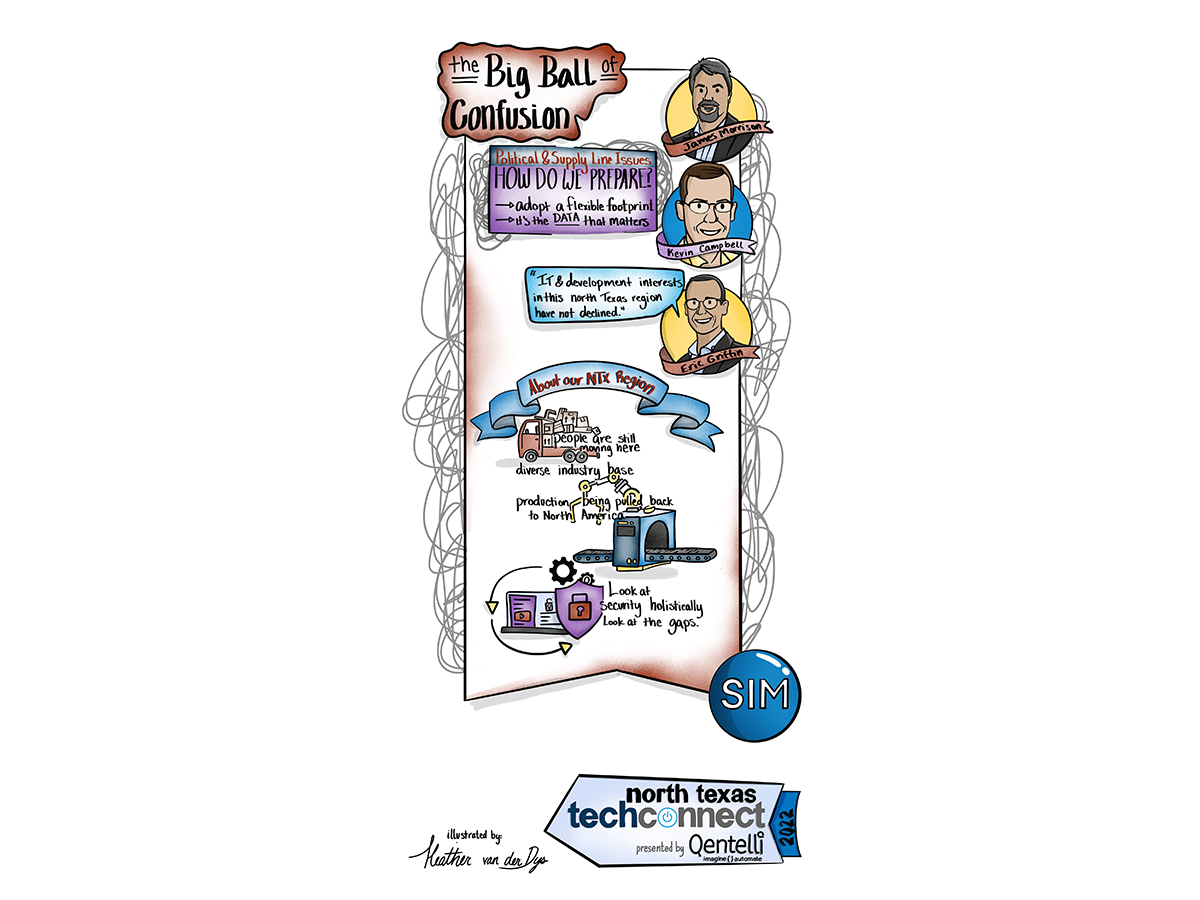 the Big Ball of
Confusion
James Morrison
Political & Supply Line Issues
HOW DO WE PREPARE?
→ adopt a flexible footprint
→ it's the DATA that matters
Kevin Campbell
"IT & development interests
in this north Texas region
have not declined."
Eric Griffin
About our NTX Region
people are still
moving here
diverse industry base
production being pulled back
to North America
Look at
security holistically
Look at the gaps.
SIM
north texas
techconnect
2022
presented by Qentelli
imagine { } automate
illustrated by:
Heather van der Dys